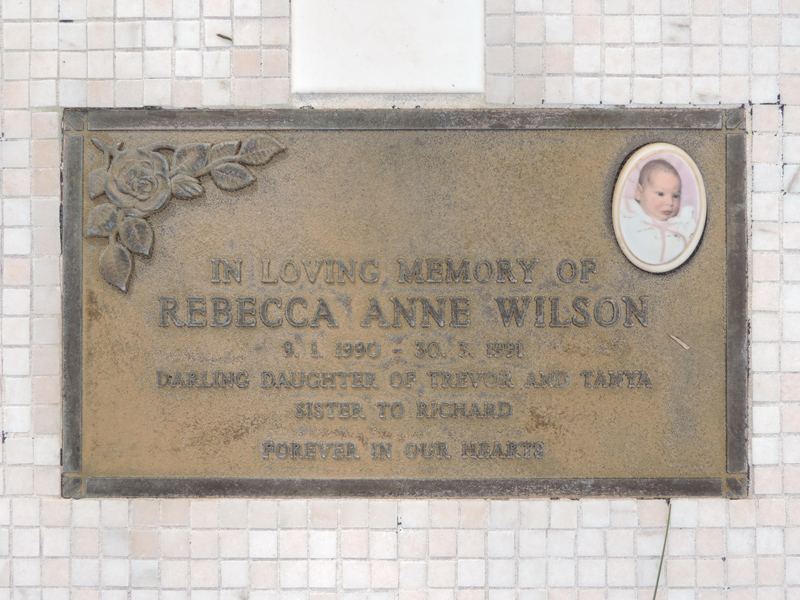 IN LOVING MEMORY OF
REBECCA ANNE WILSON
9. 1. 1990 - 30. 3. 1991
DARLING DAUGHTER OF TREVOR AND TANYA
SISTER TO RICHARD
FOREVER IN OUR HEARTS